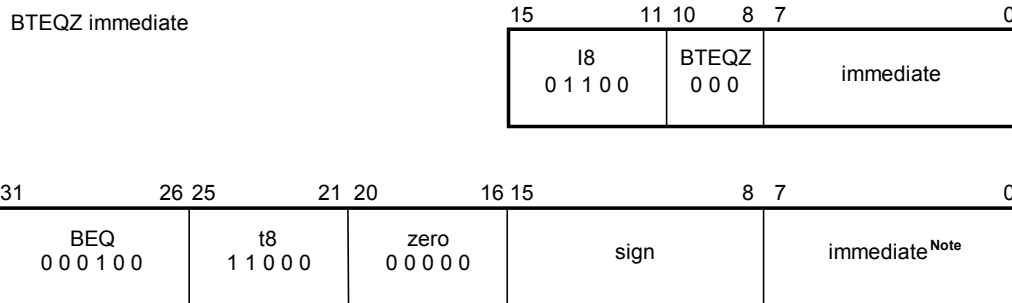 BTEQZ immediate
15 11 10 8 7 0
I8 BTEQZ immediate
0 1 1 0 0 0 0 0
31 26 25 21 20 16 15 8 7 0
BEQ t8 zero sign immediate Note
0 0 0 1 0 0 1 1 0 0 0 0 0 0 0 0